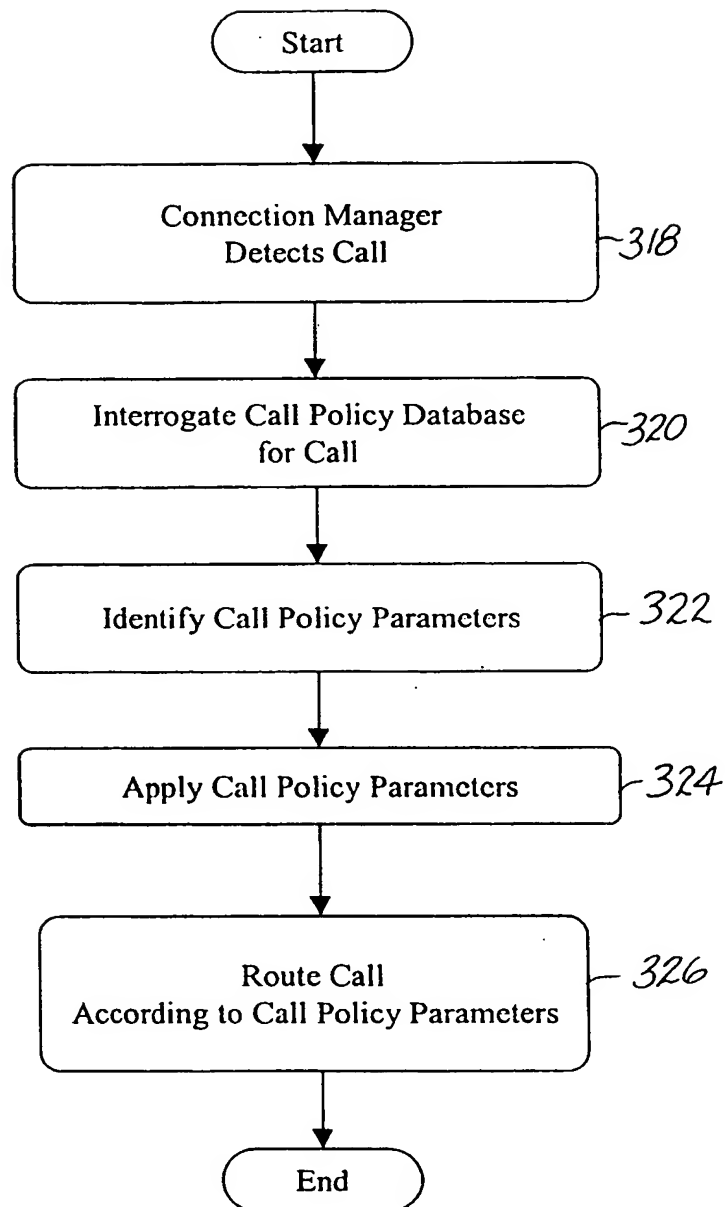 Start
Connection Manager
Detects Call
318
Interrogate Call Policy Database
for Call
320
Identify Call Policy Parameters
322
Apply Call Policy Parameters
324
Route Call
According to Call Policy Parameters
326
End